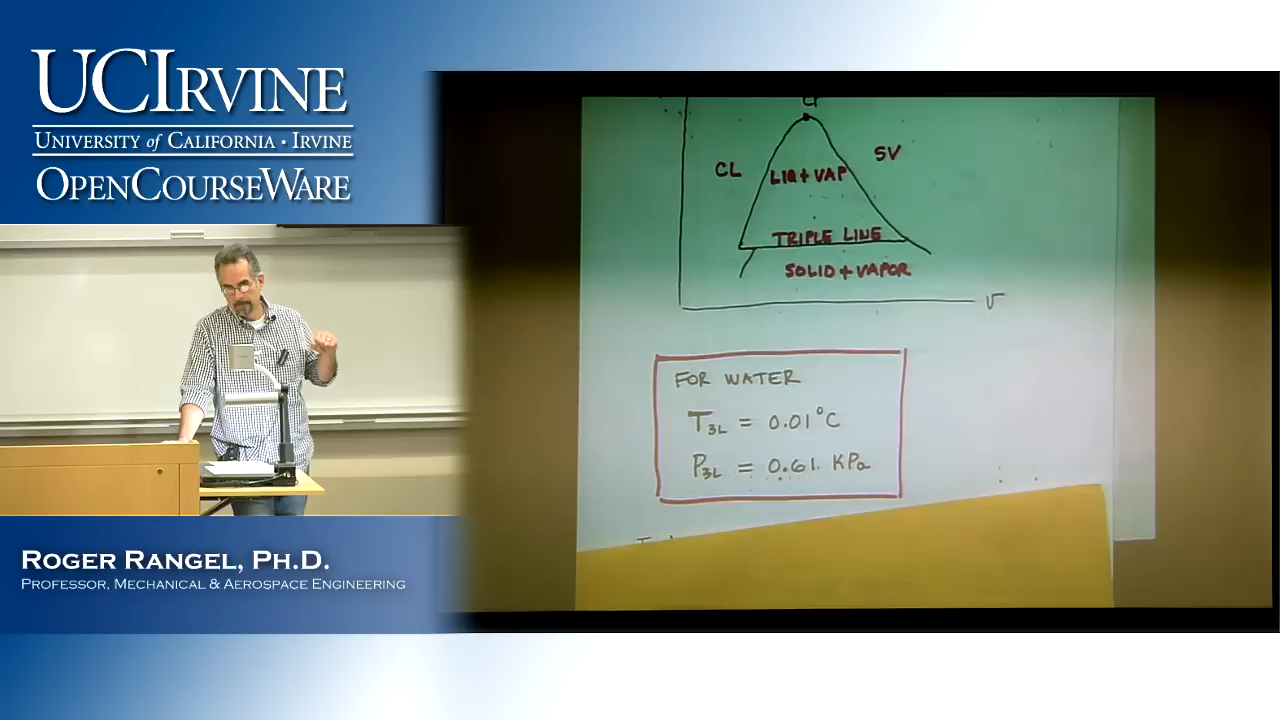 UCIRVINE
UNIVERSITY of CALIFORNIA · IRVINE
OPENCOURSEWARE
ROGER RANGEL, PH.D.
PROFESSOR, MECHANICAL & AEROSPACE ENGINEERING
CL
LIQ + VAP
SV
TRIPLE LINE
SOLID + VAPOR
v
FOR WATER
T3L = 0.01°C
P3L = 0.61 KPa